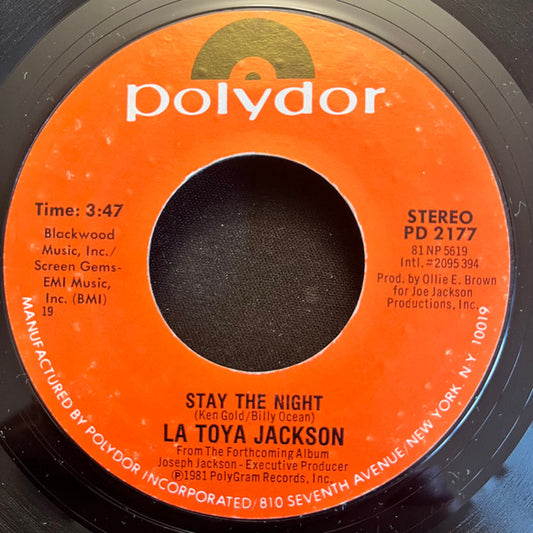 polydor
Time: 3:47
Blackwood
Music, Inc./
Screen Gems-
EMI Music,
Inc. (BMI)
19
STEREO
PD 2177
81 NP 5619
Intl. #2095 394
Prod. by Ollie E. Brown
for Joe Jackson
Productions, Inc.
STAY THE NIGHT
(Ken Gold/Billy Ocean)
LA TOYA JACKSON
From The Forthcoming Album
Joseph Jackson - Executive Producer
Ⓟ1981 PolyGram Records, Inc.
MANUFACTURED BY POLYDOR INCORPORATED/810 SEVENTH AVENUE/NEW YORK, N.Y. 10019